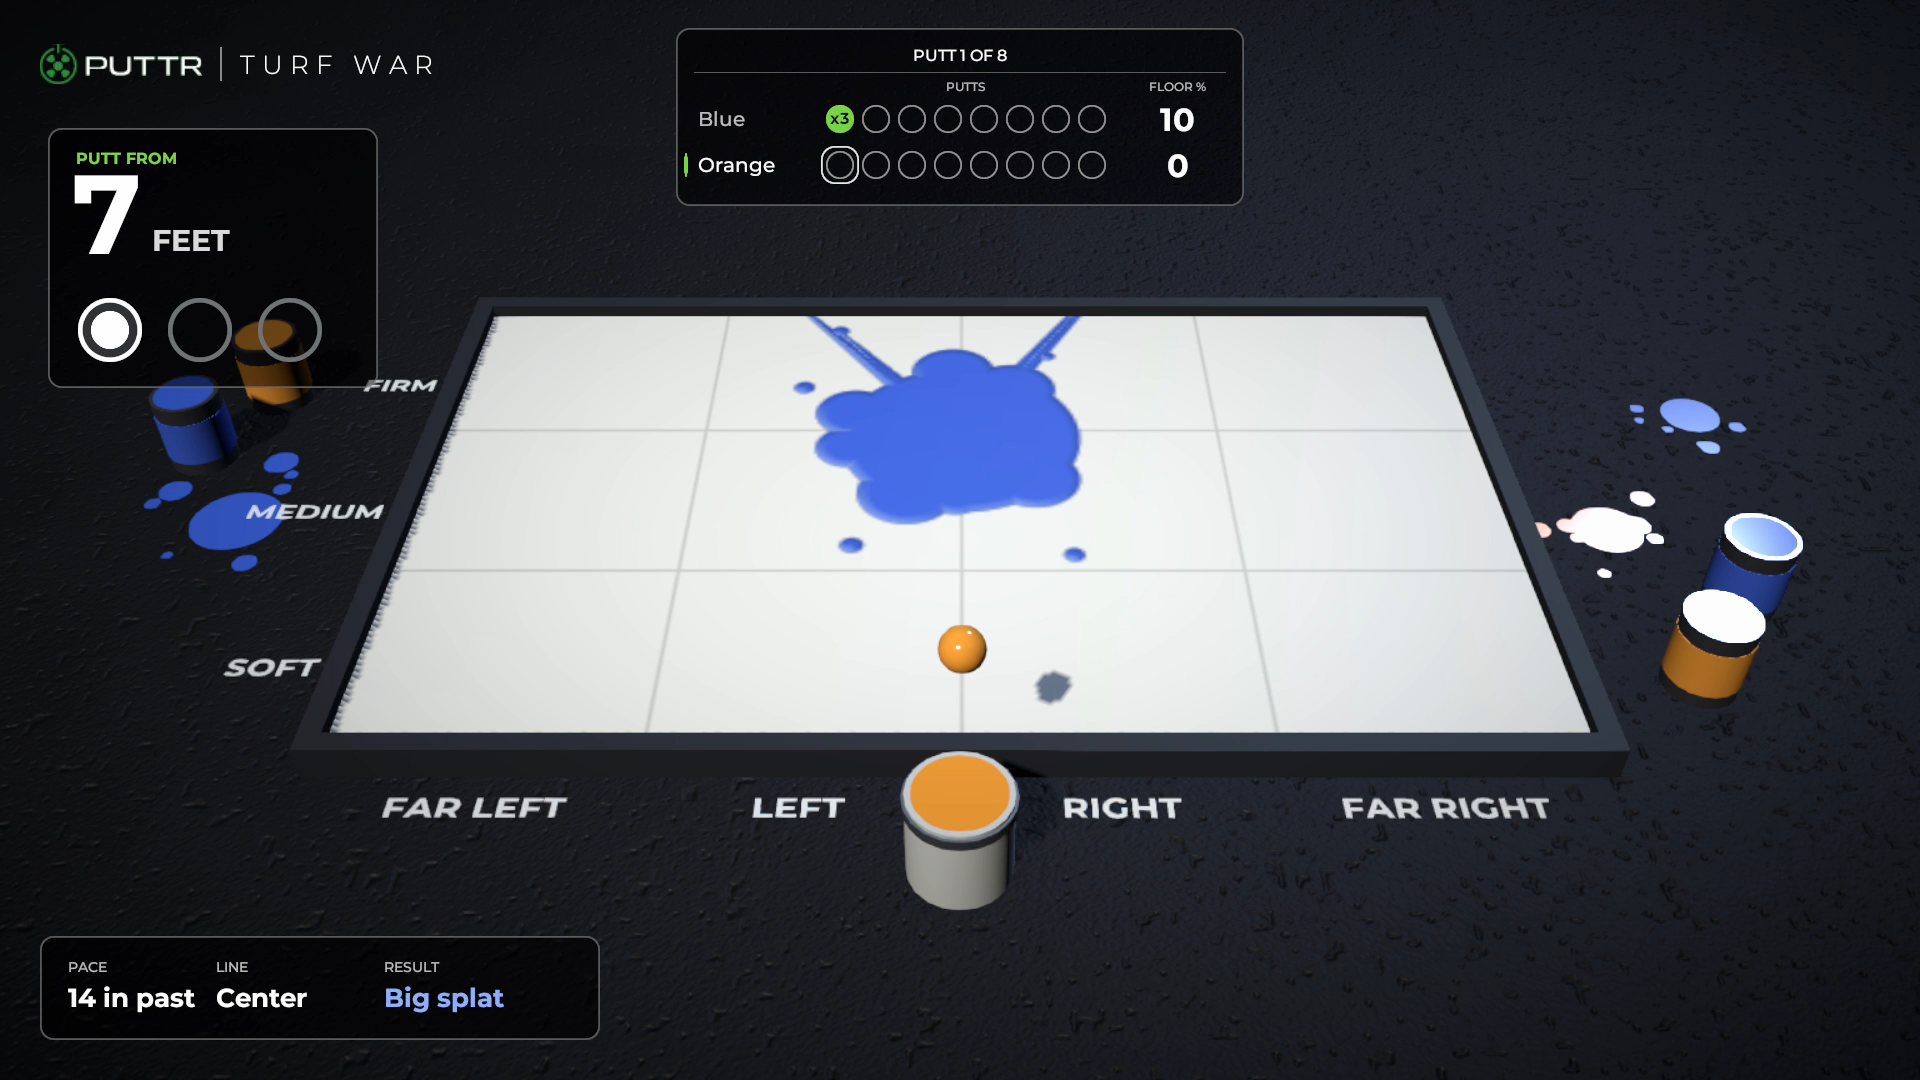 PUTTR | TURF WAR
PUTT 1 OF 8
PUTTS FLOOR %
Blue x3 10
Orange 0
PUTT FROM
7 FEET
FIRM
MEDIUM
SOFT
FAR LEFT LEFT RIGHT FAR RIGHT
PACE LINE RESULT
14 in past Center Big splat